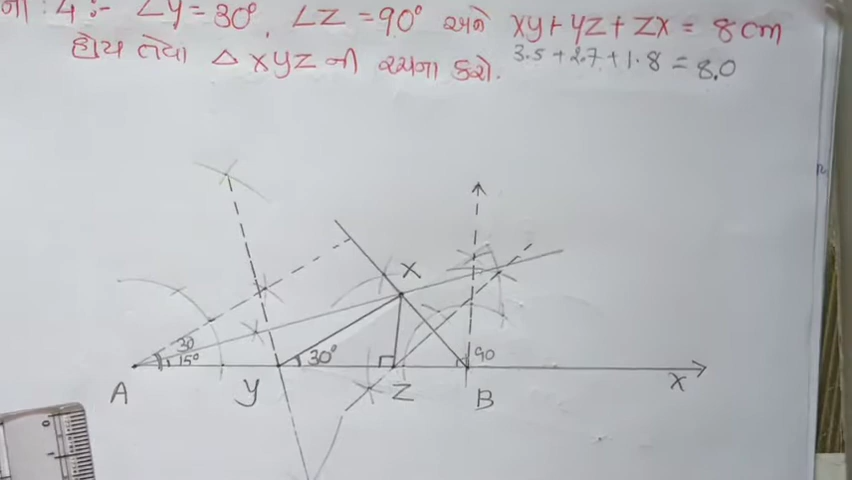 4 :- ∠Y = 30°, ∠Z = 90° અને XY + YZ + ZX = 8 cm
હોય તેવા △ XYZ ની રચના કરો. 3.5 + 2.7 + 1.8 = 8.0
X
30
15°
30°
90
A
Y
Z
B
X